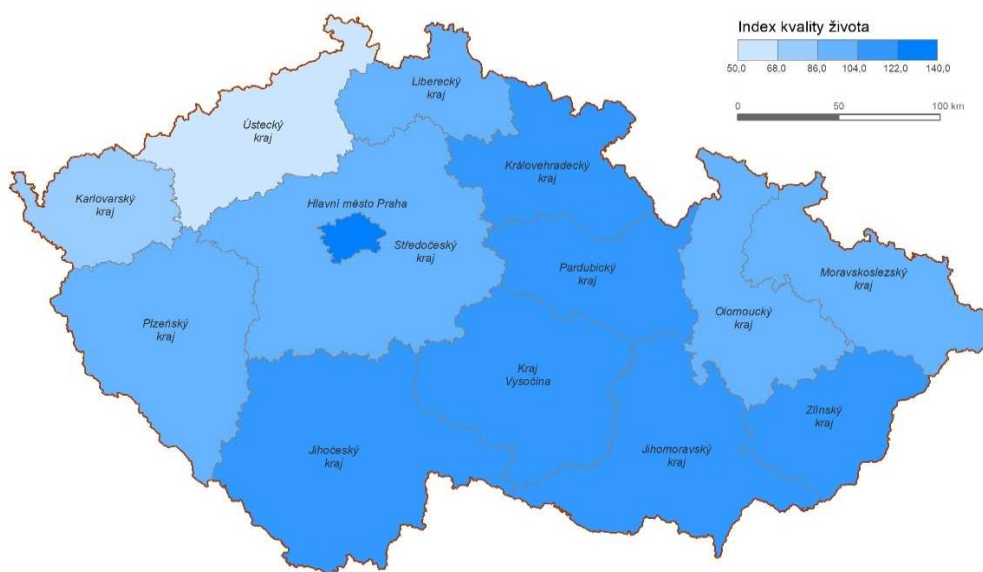 Index kvality života
50,0 68,0 86,0 104,0 122,0 140,0
0 50 100 km
Liberecký
kraj
Ústecký
kraj
Královehradecký
kraj
Karlovarský
kraj
Hlavní město Praha
Středočeský
kraj
Pardubický
kraj
Moravskoslezský
kraj
Olomoucký
kraj
Plzeňský
kraj
Kraj
Vysočina
Zlínský
kraj
Jihočeský
kraj
Jihomoravský
kraj